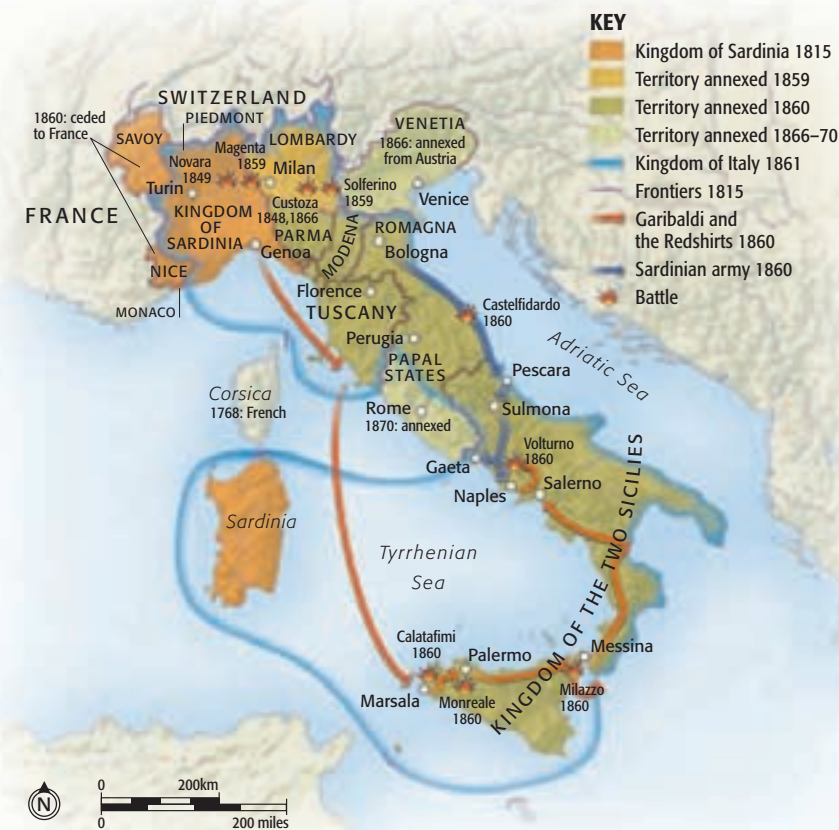 KEY
Kingdom of Sardinia 1815
Territory annexed 1859
Territory annexed 1860
Territory annexed 1866–70
Kingdom of Italy 1861
Frontiers 1815
Garibaldi and
the Redshirts 1860
Sardinian army 1860
Battle
SWITZERLAND
PIEDMONT
1860: ceded
to France
SAVOY
LOMBARDY
VENETIA
1866: annexed
from Austria
Magenta
1859
Novara
1849
Milan
Turin
Solferino
1859
Venice
Custoza
1848,1866
FRANCE
KINGDOM
OF
SARDINIA
PARMA
MODENA
ROMAGNA
Bologna
Genoa
NICE
MONACO
Florence
TUSCANY
Castelfidardo
1860
Perugia
Adriatic Sea
PAPAL
STATES
Pescara
Corsica
1768: French
Rome
1870: annexed
Sulmona
Volturno
1860
Gaeta
Naples
Salerno
Sardinia
Tyrrhenian
Sea
KINGDOM OF THE TWO SICILIES
Calatafimi
1860
Palermo
Messina
Marsala
Monreale
1860
Milazzo
1860
N
0 200km
0 200 miles